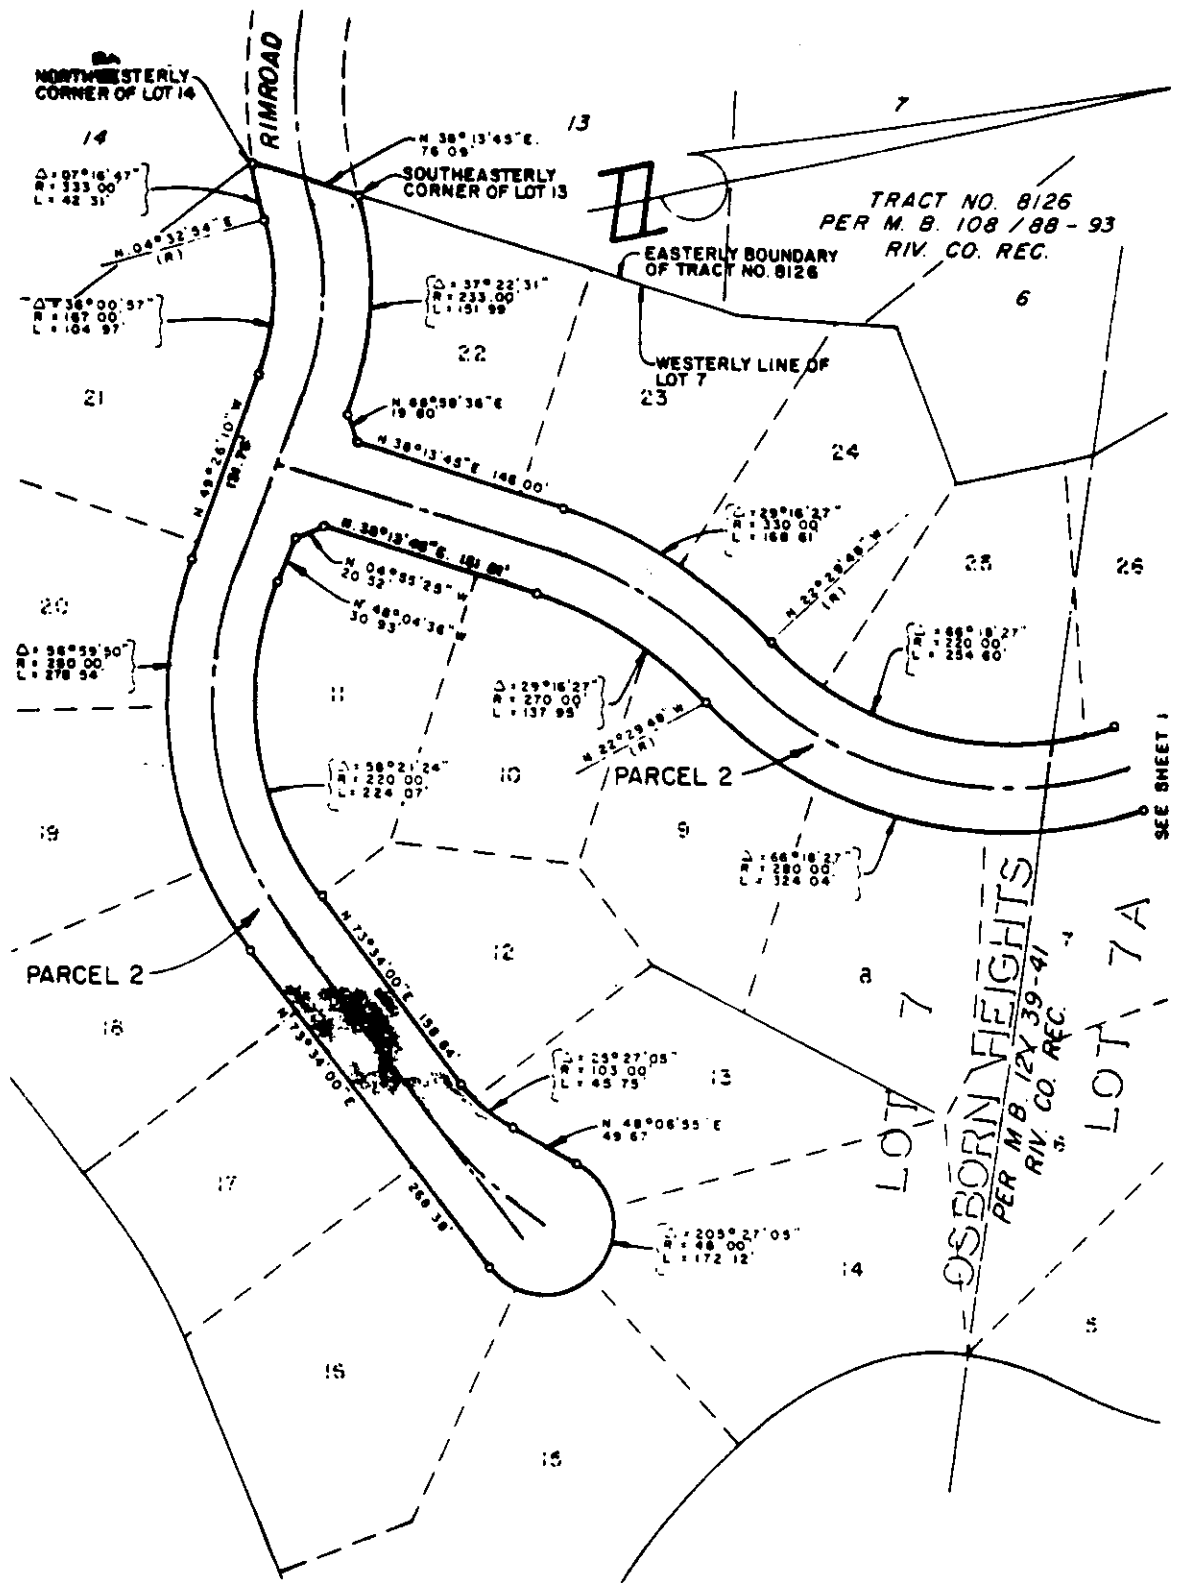 NORTHWESTERLY
CORNER OF LOT 14
RIMROAD
14
13
7
N. 38° 13' 45" E.
76.09'
SOUTHEASTERLY
CORNER OF LOT 13
Δ = 07° 16' 47"
R = 333.00'
L = 42.31'
N. 04° 32' 54" E
(R)
TRACT NO. 8126
PER M. B. 108 / 88 - 93
RIV. CO. REC.
EASTERLY BOUNDARY
OF TRACT NO. 8126
6
Δ = 36° 00' 57"
R = 167.00'
L = 104.97'
Δ = 37° 22' 31"
R = 233.00'
L = 151.99'
22
WESTERLY LINE OF
LOT 7
23
21
N. 68° 58' 36" E
19.80'
N 49° 26' 10" W
N 38° 13' 45" E 146.00'
24
Δ = 29° 16' 27"
R = 330.00'
L = 168.61'
N. 22° 29' 48" W
(R)
25
26
20
N. 04° 55' 25" W
20.52'
N. 48° 04' 36" W
30.93'
Δ = 56° 59' 50"
R = 280.00'
L = 278.54'
Δ = 66° 18' 27"
R = 220.00'
L = 254.60'
11
Δ = 29° 16' 27"
R = 270.00'
L = 137.95'
N. 22° 29' 48" W
(R)
10
PARCEL 2
SEE SHEET 1
Δ = 58° 21' 24"
R = 220.00'
L = 224.07'
19
9
Δ = 66° 18' 27"
R = 280.00'
L = 324.04'
PARCEL 2
N 73° 34' 00" E 158.64'
12
8
LOT 7
OSBORN HEIGHTS
PER M B. 12 / 39-41
RIV. CO. REC.
LOT 7 A
18
N. 73° 34' 00" E
268.38'
Δ = 25° 27' 05"
R = 103.00'
L = 45.75'
13
N. 48° 06' 55" E
49.67'
17
Δ = 205° 27' 05"
R = 48.00'
L = 172.12'
14
5
16
15